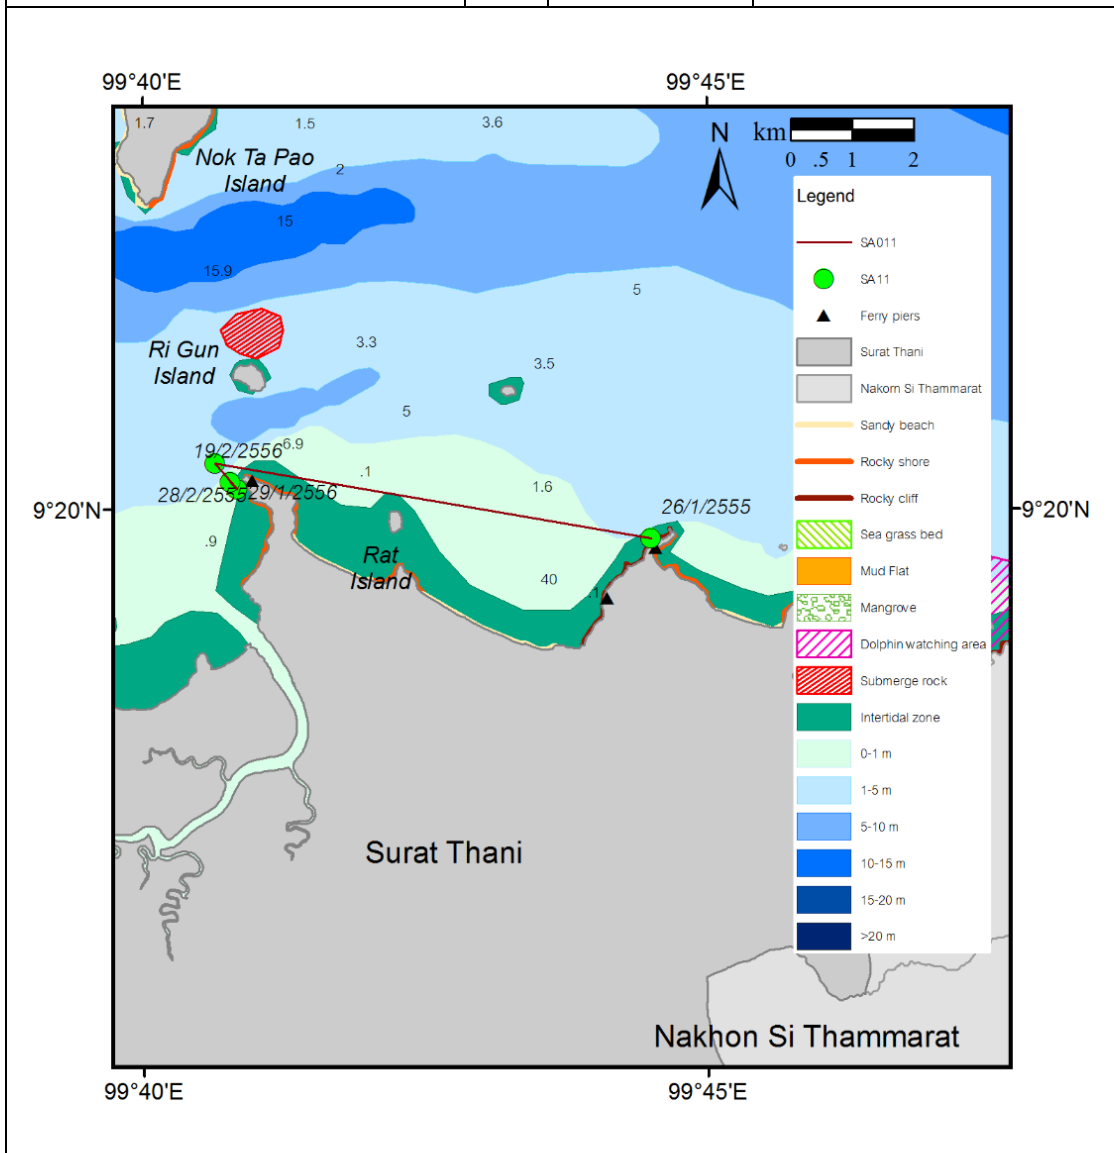 99°40'E
99°45'E
1.7
1.5
3.6
N
km
0 .5 1 2
Nok Ta Pao
Island
2
Legend
15
SA011
15.9
SA11
5
Ferry piers
3.3
Ri Gun
Island
3.5
Surat Thani
Nakorn Si Thammarat
5
Sandy beach
6.9
19/2/2556
.1
Rocky shore
1.6
28/2/2555
29/1/2556
26/1/2555
Rocky cliff
9°20'N
9°20'N
.9
Sea grass bed
Rat
Island
40
.1
Mud Flat
Mangrove
Dolphin watching area
Submerge rock
Intertidal zone
0-1 m
1-5 m
5-10 m
Surat Thani
10-15 m
15-20 m
>20 m
Nakhon Si Thammarat
99°40'E
99°45'E